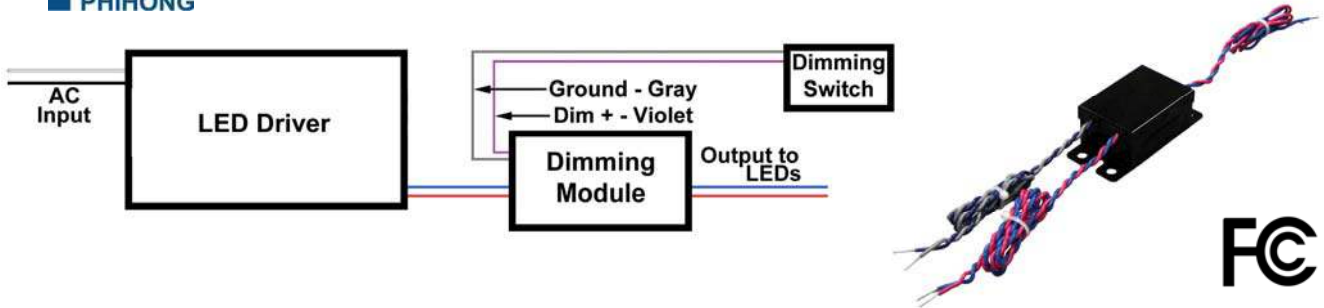 PHIHONG
AC
Input
LED Driver
Ground - Gray
Dim + - Violet
Dimming
Switch
Dimming
Module
Output to
LEDs
FC